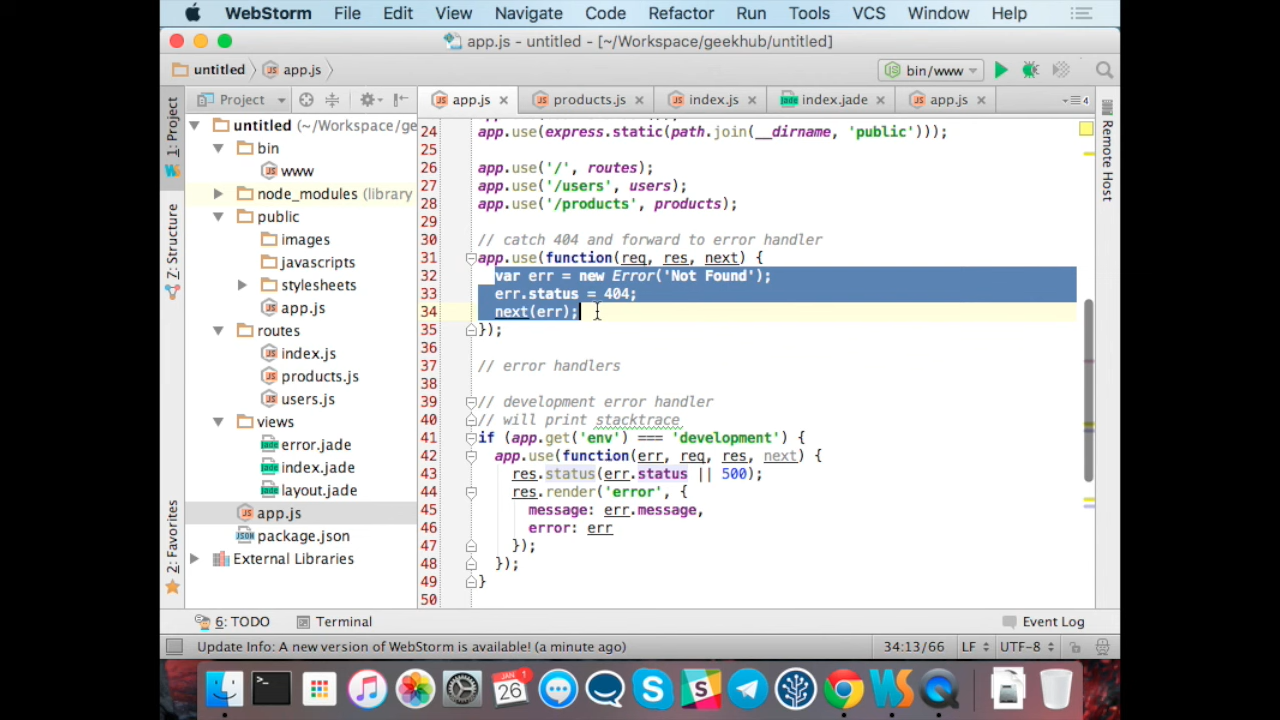 WebStorm File Edit View Navigate Code Refactor Run Tools VCS Window Help
app.js - untitled - [~/Workspace/geekhub/untitled]
untitled app.js bin/www
Project app.js products.js index.js index.jade app.js 4
1: Project
7: Structure
2: Favorites
Remote Host
untitled (~/Workspace/ge
bin
www
node_modules (library
public
images
javascripts
stylesheets
app.js
routes
index.js
products.js
users.js
views
error.jade
index.jade
layout.jade
app.js
package.json
External Libraries
24 app.use(express.static(path.join(__dirname, 'public')));
25
26 app.use('/', routes);
27 app.use('/users', users);
28 app.use('/products', products);
29
30 // catch 404 and forward to error handler
31 app.use(function(req, res, next) {
32 var err = new Error('Not Found');
33 err.status = 404;
34 next(err);
35 });
36
37 // error handlers
38
39 // development error handler
40 // will print stacktrace
41 if (app.get('env') === 'development') {
42 app.use(function(err, req, res, next) {
43 res.status(err.status || 500);
44 res.render('error', {
45 message: err.message,
46 error: err
47 });
48 });
49 }
50
6: TODO Terminal Event Log
Update Info: A new version of WebStorm is available! (a minute ago) 34:13/66 LF UTF-8
JAN 1
26